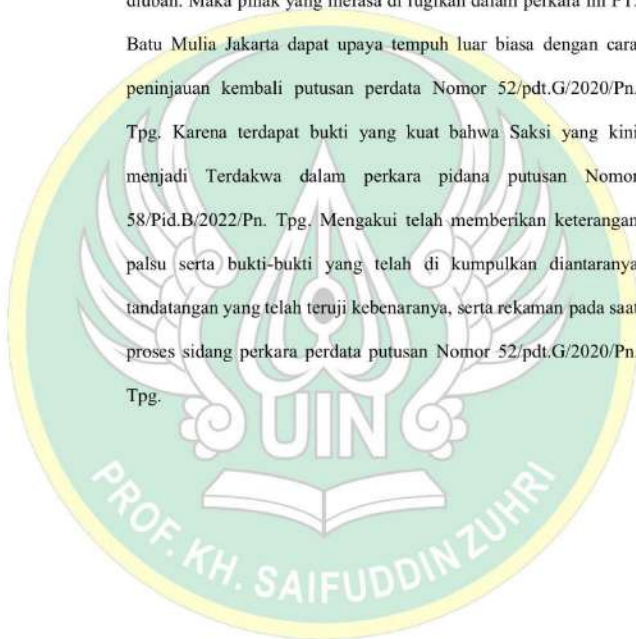 diubah. Maka pihak yang merasa di rugikan dalam perkara ini PT.
Batu Mulia Jakarta dapat upaya tempuh luar biasa dengan cara
peninjauan kembali putusan perdata Nomor 52/pdt.G/2020/Pn.
Tpg. Karena terdapat bukti yang kuat bahwa Saksi yang kini
menjadi Terdakwa dalam perkara pidana putusan Nomor
58/Pid.B/2022/Pn. Tpg. Mengakui telah memberikan keterangan
palsu serta bukti-bukti yang telah di kumpulkan diantaranya
tandatangan yang telah teruji kebenaranya, serta rekaman pada saat
proses sidang perkara perdata putusan Nomor 52/pdt.G/2020/Pn.
Tpg.
UIN
PROF. KH. SAIFUDDIN ZUHRI